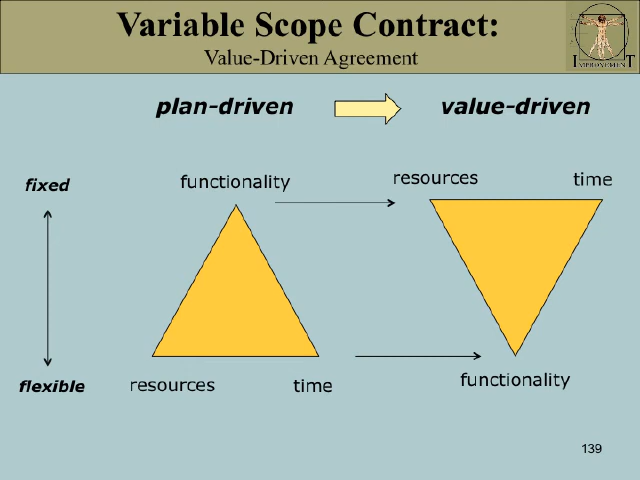 Variable Scope Contract:
Value-Driven Agreement
IMPROVEMENT
plan-driven
value-driven
fixed
functionality
resources
time
flexible
resources
time
functionality
139